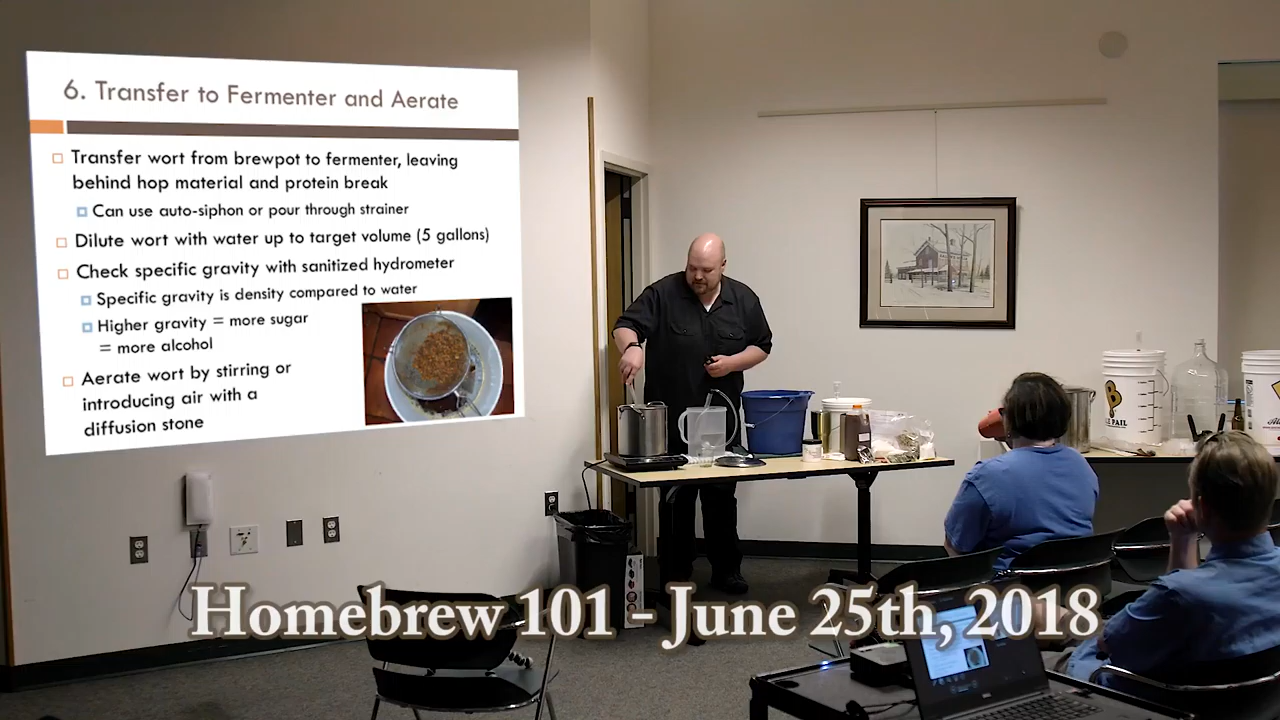 6. Transfer to Fermenter and Aerate
Transfer wort from brewpot to fermenter, leaving
behind hop material and protein break
Can use auto-siphon or pour through strainer
Dilute wort with water up to target volume (5 gallons)
Check specific gravity with sanitized hydrometer
Specific gravity is density compared to water
Higher gravity = more sugar
= more alcohol
Aerate wort by stirring or
introducing air with a
diffusion stone
PAIL
Homebrew 101 - June 25th, 2018